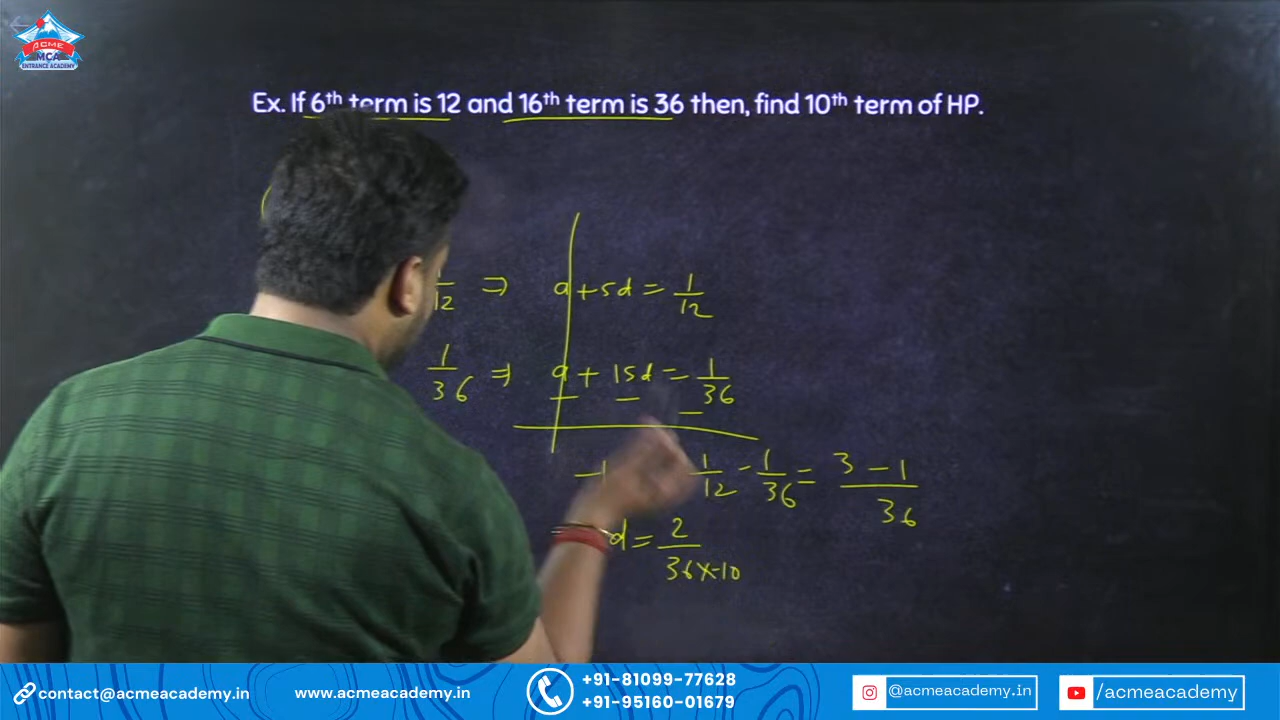 ACME
MCA
ENTRANCE ACADEMY
Ex. If 6th term is 12 and 16th term is 36 then, find 10th term of HP.
12 ⇒ a + 5d = 1/12
1/36 ⇒ a + 15d = 1/36
-1 1/12 - 1/36 = 3 - 1/36
d = 2/36×-10
contact@acmeacademy.in
www.acmeacademy.in
+91-81099-77628
+91-95160-01679
@acmeacademy.in
/acmeacademy